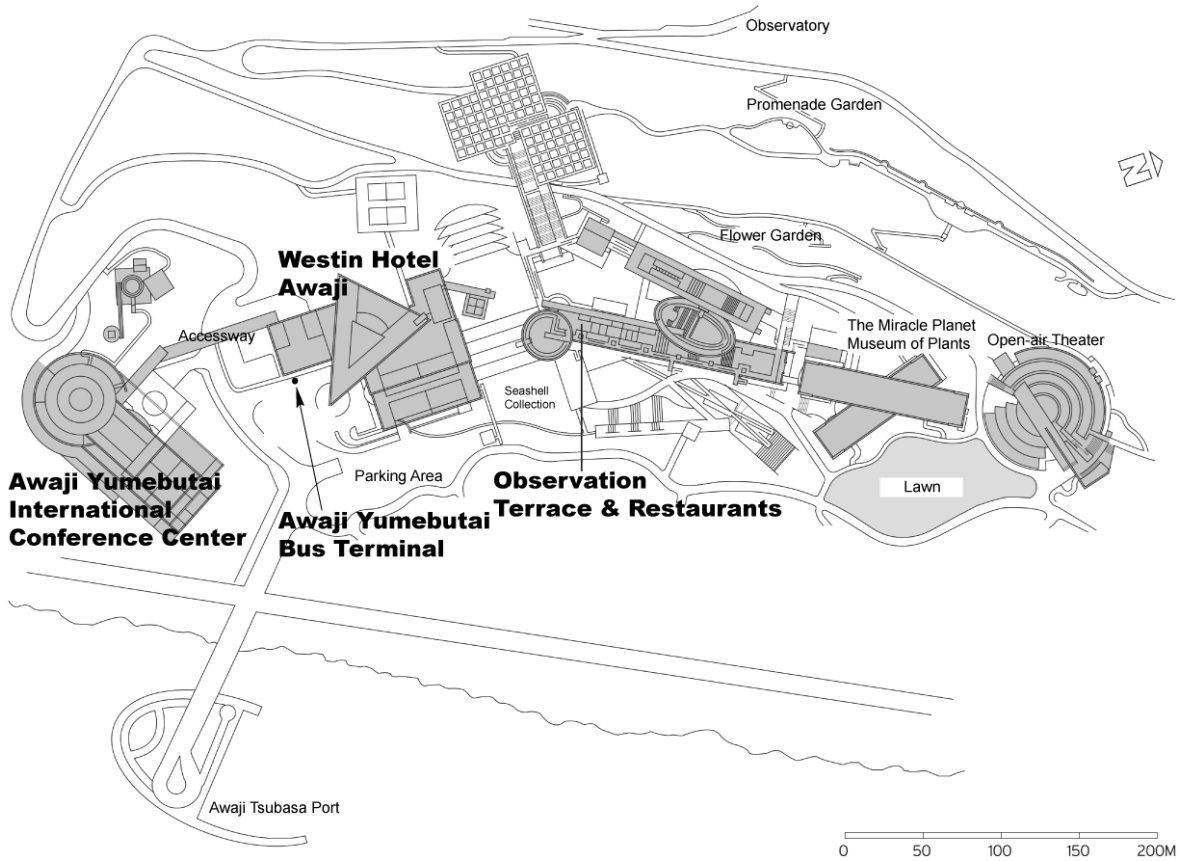 Observatory
Promenade Garden
N
Flower Garden
Westin Hotel
Awaji
Accessway
The Miracle Planet
Museum of Plants
Open-air Theater
Seashell
Collection
Parking Area
Awaji Yumebutai
International
Conference Center
Observation
Terrace & Restaurants
Lawn
Awaji Yumebutai
Bus Terminal
Awaji Tsubasa Port
0 50 100 150 200M